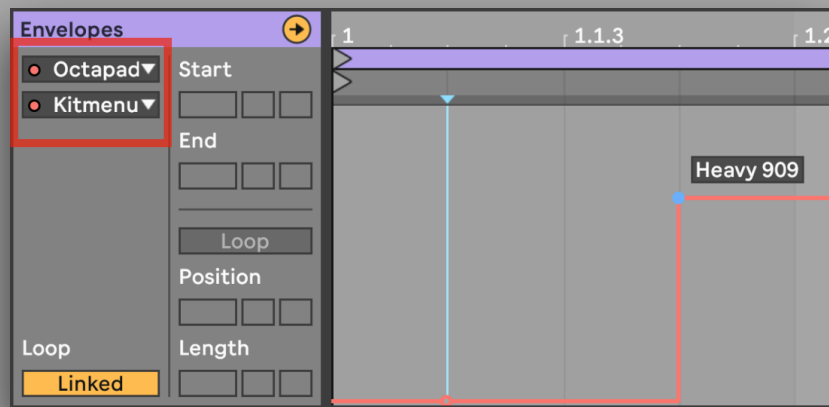 Envelopes
Octapad
Kitmenu
Start
End
Loop
Position
Length
Loop
Linked
1
1.1.3
1.2
Heavy 909